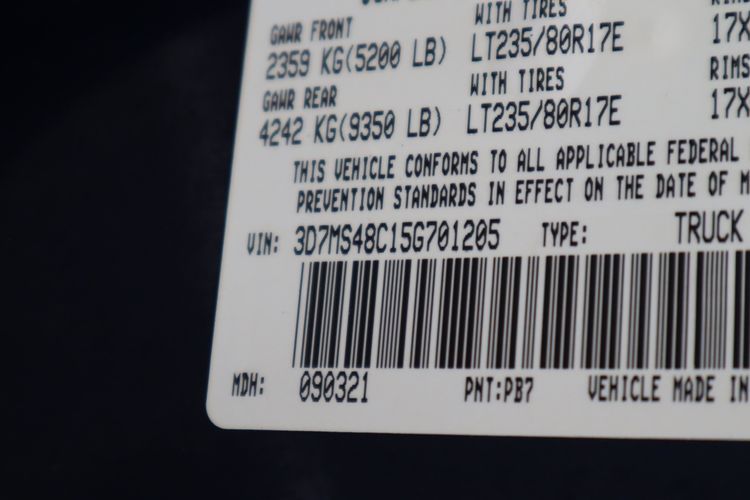 GAWR FRONT WITH TIRES
2359 KG(5200 LB) LT235/80R17E 17X
GAWR REAR WITH TIRES RIMS
4242 KG(9350 LB) LT235/80R17E 17X
THIS VEHICLE CONFORMS TO ALL APPLICABLE FEDERAL
PREVENTION STANDARDS IN EFFECT ON THE DATE OF M
VIN: 3D7MS48C15G701205 TYPE: TRUCK
MDH: 090321 PNT:PB7 VEHICLE MADE IN